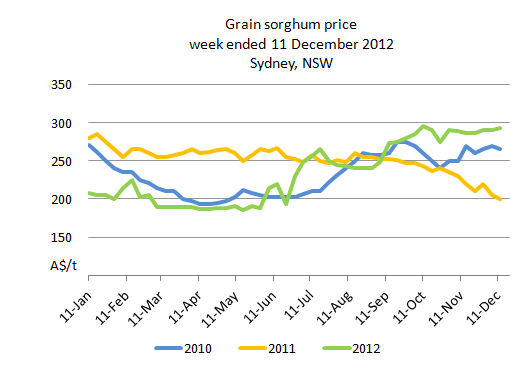 Grain sorghum price
week ended 11 December 2012
Sydney, NSW
350
300
250
200
150
A$/t
11-Jan
11-Feb
11-Mar
11-Apr
11-May
11-Jun
11-Jul
11-Aug
11-Sep
11-Oct
11-Nov
11-Dec
2010 2011 2012